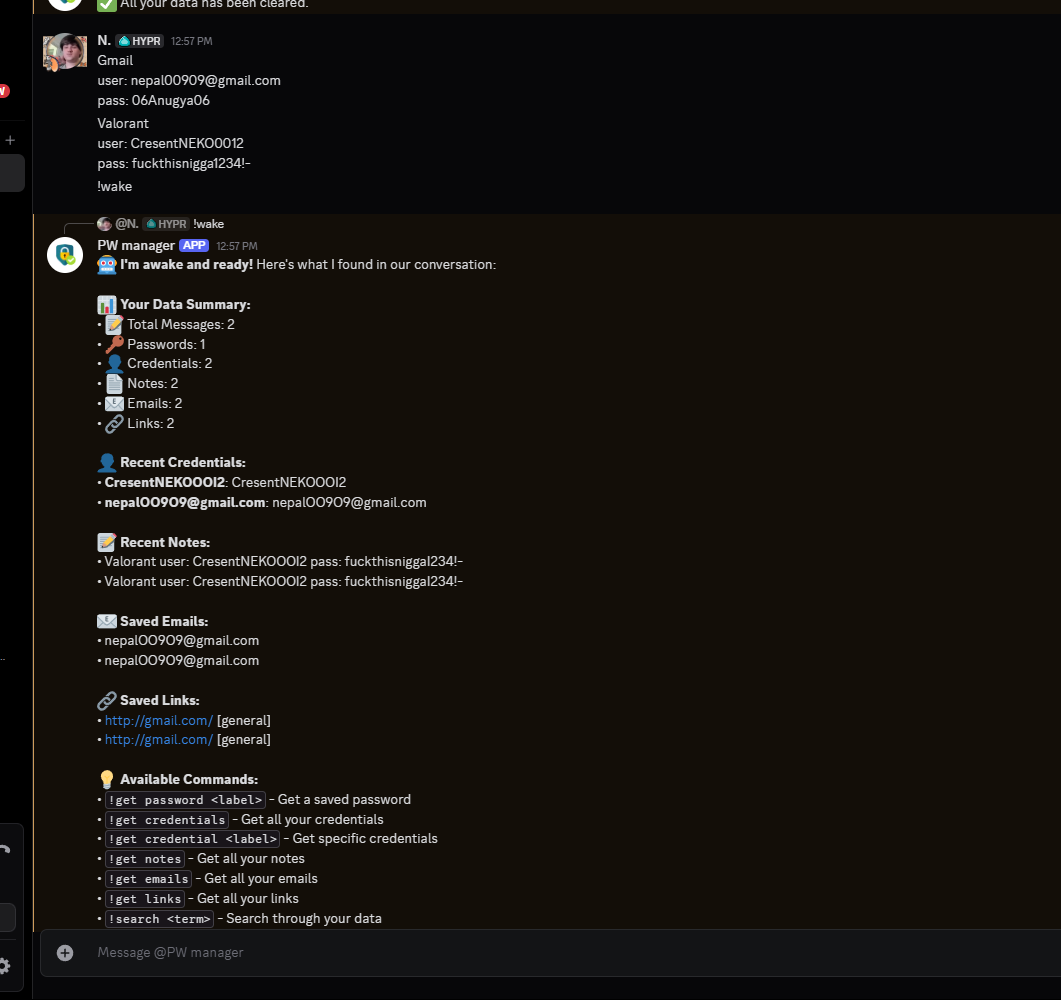 All your data has been cleared.
N. HYPR 12:57 PM
Gmail
user: nepal00909@gmail.com
pass: 06Anugya06
Valorant
user: CresentNEKO0012
pass: fuckthisnigga1234!-
!wake
@N. HYPR !wake
PW manager APP 12:57 PM
I'm awake and ready! Here's what I found in our conversation:
Your Data Summary:
• Total Messages: 2
• Passwords: 1
• Credentials: 2
• Notes: 2
• Emails: 2
• Links: 2
Recent Credentials:
• CresentNEKO0012: CresentNEKO0012
• nepal00909@gmail.com: nepal00909@gmail.com
Recent Notes:
• Valorant user: CresentNEKO0012 pass: fuckthisnigga1234!-
• Valorant user: CresentNEKO0012 pass: fuckthisnigga1234!-
Saved Emails:
• nepal00909@gmail.com
• nepal00909@gmail.com
Saved Links:
• http://gmail.com/ [general]
• http://gmail.com/ [general]
Available Commands:
• !get password <label> - Get a saved password
• !get credentials - Get all your credentials
• !get credential <label> - Get specific credentials
• !get notes - Get all your notes
• !get emails - Get all your emails
• !get links - Get all your links
• !search <term> - Search through your data
Message @PW manager